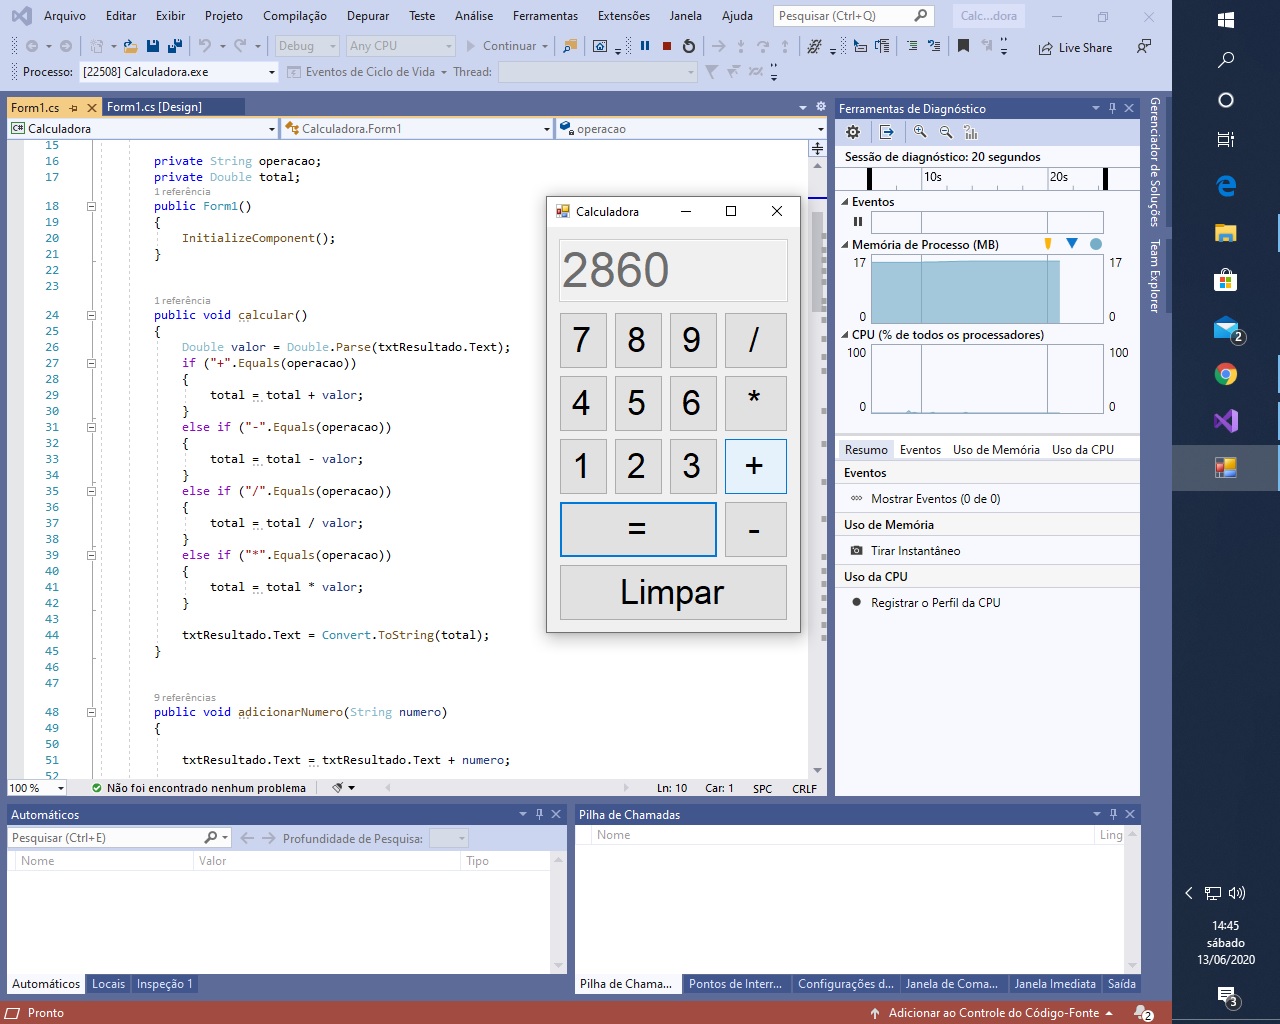 Arquivo Editar Exibir Projeto Compilação Depurar Teste Análise Ferramentas Extensões Janela Ajuda Pesquisar (Ctrl+Q) Calc...dora
Debug Any CPU Continuar Live Share
Processo: [22508] Calculadora.exe Eventos de Ciclo de Vida Thread:
Form1.cs Form1.cs [Design]
C# Calculadora Calculadora.Form1 operacao
15
16 private String operacao;
17 private Double total;
1 referência
18 public Form1()
19 {
20 InitializeComponent();
21 }
22
23
1 referência
24 public void calcular()
25 {
26 Double valor = Double.Parse(txtResultado.Text);
27 if ("+".Equals(operacao))
28 {
29 total = total + valor;
30 }
31 else if ("-".Equals(operacao))
32 {
33 total = total - valor;
34 }
35 else if ("/".Equals(operacao))
36 {
37 total = total / valor;
38 }
39 else if ("*".Equals(operacao))
40 {
41 total = total * valor;
42 }
43
44 txtResultado.Text = Convert.ToString(total);
45 }
46
47
9 referências
48 public void adicionarNumero(String numero)
49 {
50
51 txtResultado.Text = txtResultado.Text + numero;
52
100 % Não foi encontrado nenhum problema Ln: 10 Car: 1 SPC CRLF
Calculadora
2860
7 8 9 /
4 5 6 *
1 2 3 +
= -
Limpar
Ferramentas de Diagnóstico
Sessão de diagnóstico: 20 segundos
10s 20s
Eventos
Memória de Processo (MB)
17 17
0 0
CPU (% de todos os processadores)
100 100
0 0
Resumo Eventos Uso de Memória Uso da CPU
Eventos
Mostrar Eventos (0 de 0)
Uso de Memória
Tirar Instantâneo
Uso da CPU
Registrar o Perfil da CPU
Gerenciador de Soluções
Team Explorer
Automáticos
Pesquisar (Ctrl+E) Profundidade de Pesquisa:
Nome Valor Tipo
Automáticos Locais Inspeção 1
Pilha de Chamadas
Nome Ling
Pilha de Chama... Pontos de Interr... Configurações d... Janela de Coma... Janela Imediata Saída
Pronto Adicionar ao Controle do Código-Fonte 2
2
14:45
sábado
13/06/2020
3